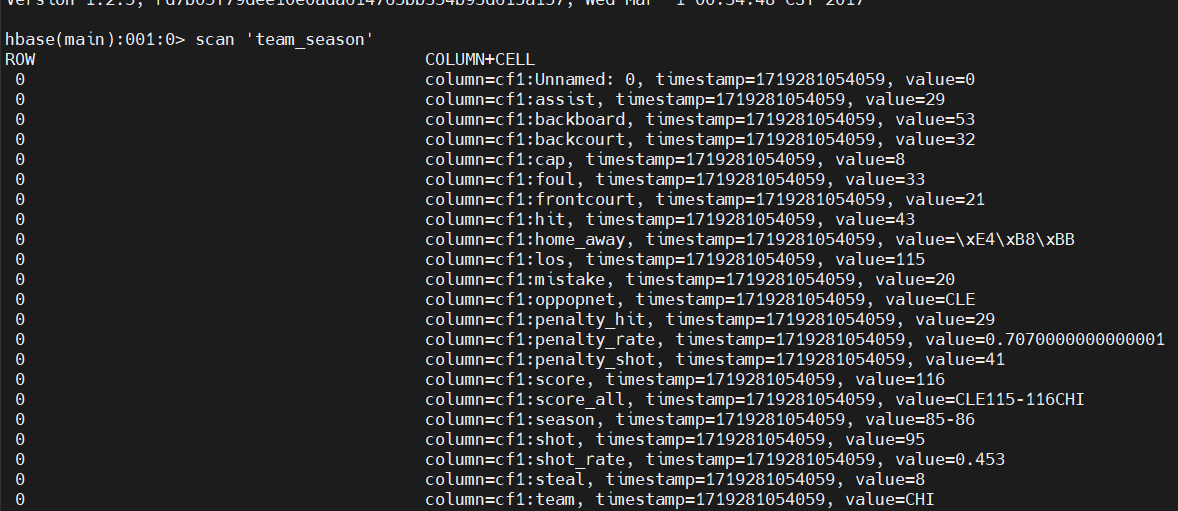 hbase(main):001:0> scan 'team_season'
ROW COLUMN+CELL
0 column=cf1:Unnamed: 0, timestamp=1719281054059, value=0
0 column=cf1:assist, timestamp=1719281054059, value=29
0 column=cf1:backboard, timestamp=1719281054059, value=53
0 column=cf1:backcourt, timestamp=1719281054059, value=32
0 column=cf1:cap, timestamp=1719281054059, value=8
0 column=cf1:foul, timestamp=1719281054059, value=33
0 column=cf1:frontcourt, timestamp=1719281054059, value=21
0 column=cf1:hit, timestamp=1719281054059, value=43
0 column=cf1:home_away, timestamp=1719281054059, value=\xE4\xB8\xBB
0 column=cf1:los, timestamp=1719281054059, value=115
0 column=cf1:mistake, timestamp=1719281054059, value=20
0 column=cf1:oppopnet, timestamp=1719281054059, value=CLE
0 column=cf1:penalty_hit, timestamp=1719281054059, value=29
0 column=cf1:penalty_rate, timestamp=1719281054059, value=0.7070000000000001
0 column=cf1:penalty_shot, timestamp=1719281054059, value=41
0 column=cf1:score, timestamp=1719281054059, value=116
0 column=cf1:score_all, timestamp=1719281054059, value=CLE115-116CHI
0 column=cf1:season, timestamp=1719281054059, value=85-86
0 column=cf1:shot, timestamp=1719281054059, value=95
0 column=cf1:shot_rate, timestamp=1719281054059, value=0.453
0 column=cf1:steal, timestamp=1719281054059, value=8
0 column=cf1:team, timestamp=1719281054059, value=CHI